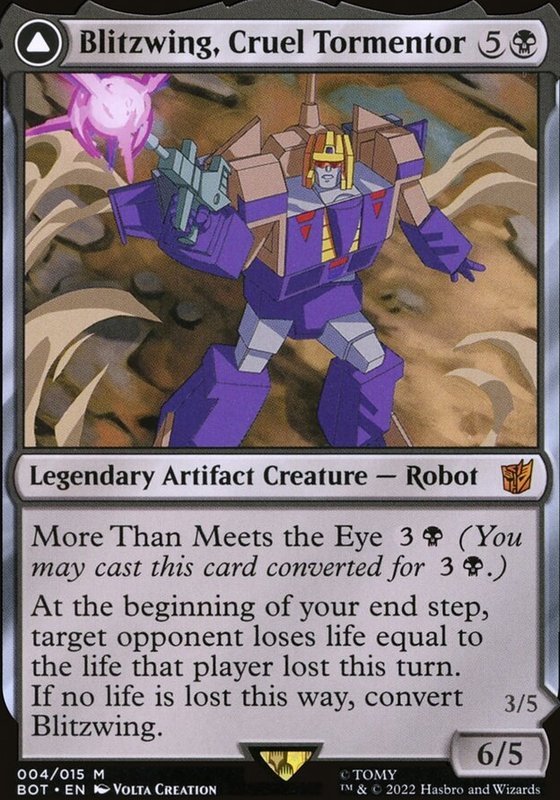 Blitzwing, Cruel Tormentor 5
Legendary Artifact Creature — Robot
More Than Meets the Eye 3 (You
may cast this card converted for 3 .)
At the beginning of your end step,
target opponent loses life equal to
the life that player lost this turn.
If no life is lost this way, convert
Blitzwing.
3/5
6/5
004/015 M
BOT • EN Volta Creation
© TOMY
™ & © 2022 Hasbro and Wizards